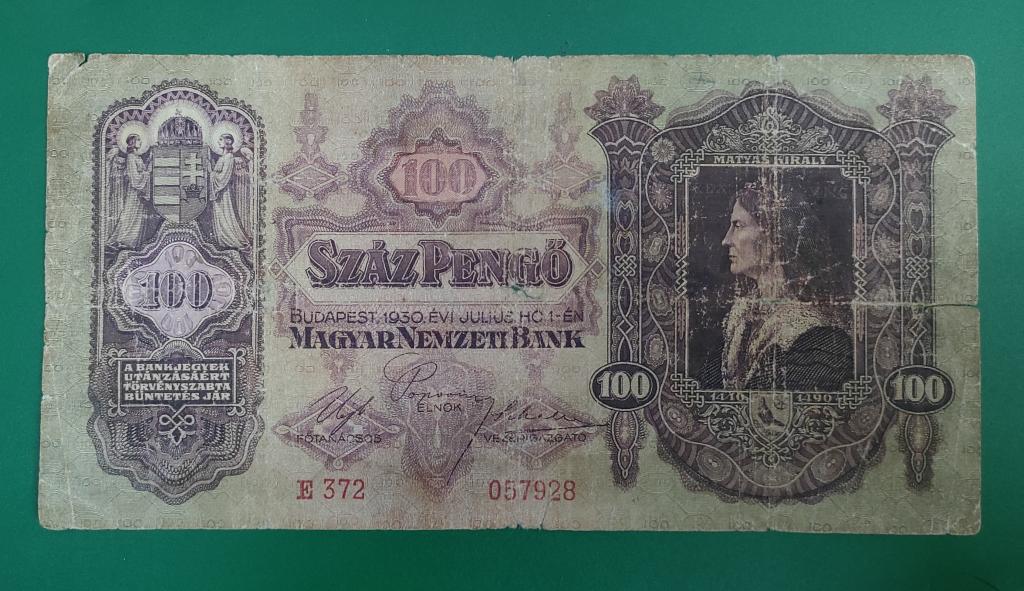 100
A BANKJEGYEK
UTÁNZÁSÁÉRT
TÖRVÉNYSZABTA
BÜNTETÉS JÁR
100
SZÁZ PENGŐ
BUDAPEST, 1930. ÉVI JULIUS HÓ 1-ÉN
MAGYAR NEMZETI BANK
ELNÖK
FŐTANÁCSOS
VEZÉRIGAZGATÓ
E 372
057928
MÁTYÁS KIRÁLY
100
100
1490